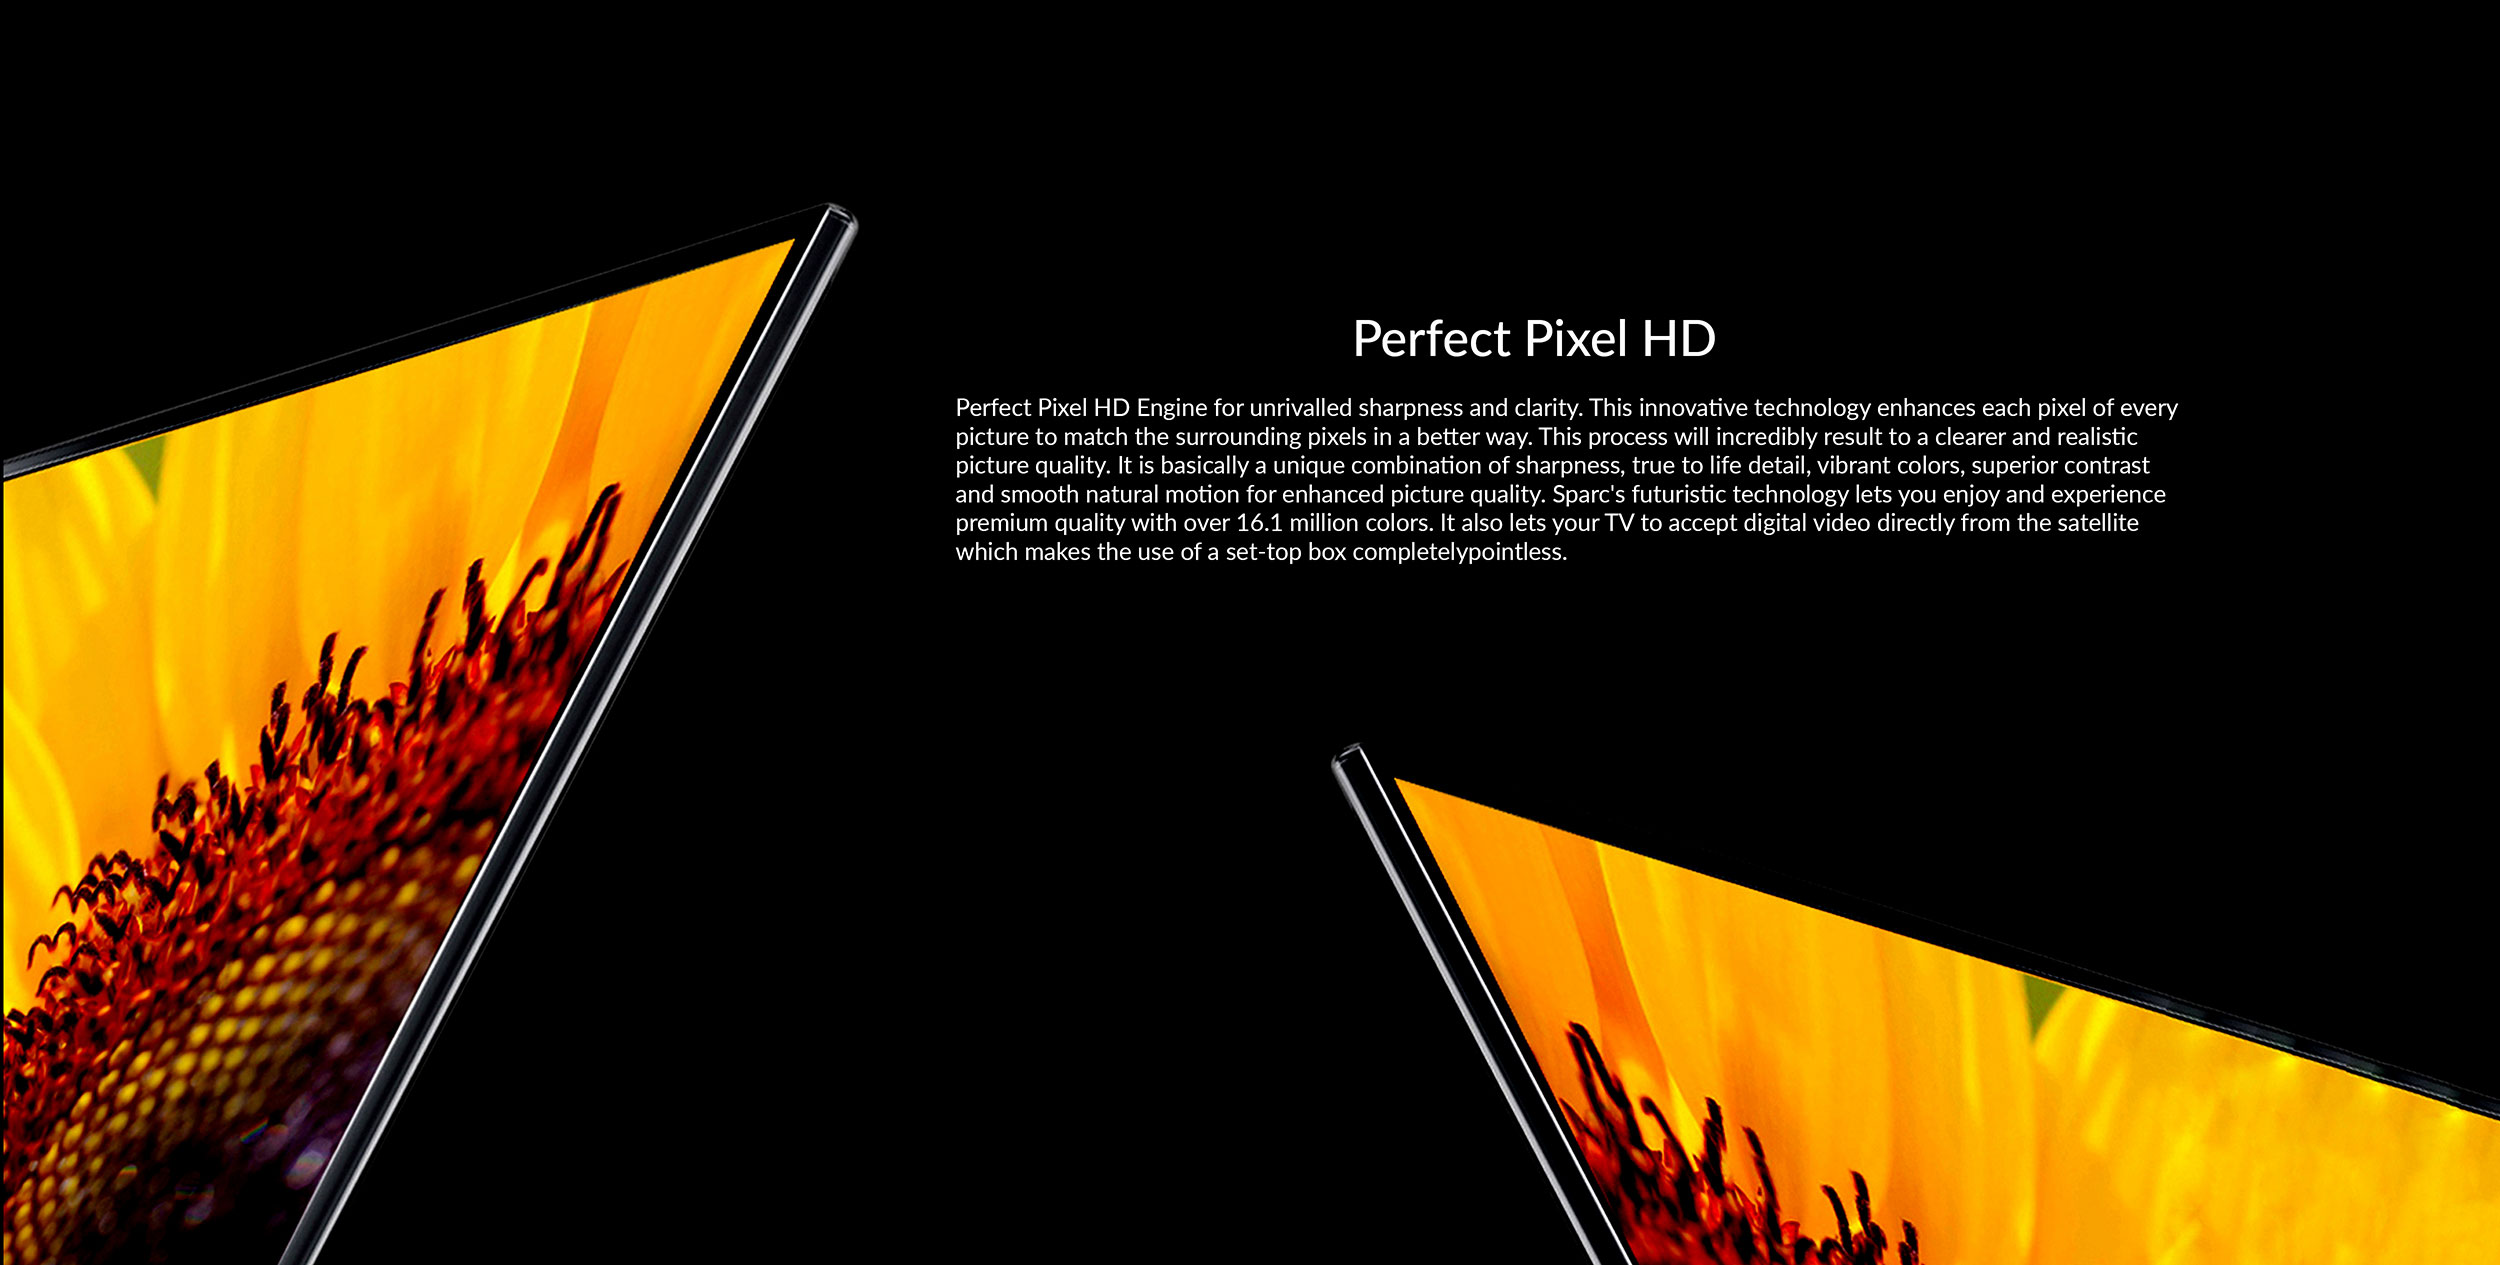 Perfect Pixel HD
Perfect Pixel HD Engine for unrivalled sharpness and clarity. This innovative technology enhances each pixel of every
picture to match the surrounding pixels in a better way. This process will incredibly result to a clearer and realistic
picture quality. It is basically a unique combination of sharpness, true to life detail, vibrant colors, superior contrast
and smooth natural motion for enhanced picture quality. Sparc's futuristic technology lets you enjoy and experience
premium quality with over 16.1 million colors. It also lets your TV to accept digital video directly from the satellite
which makes the use of a set-top box completelypointless.